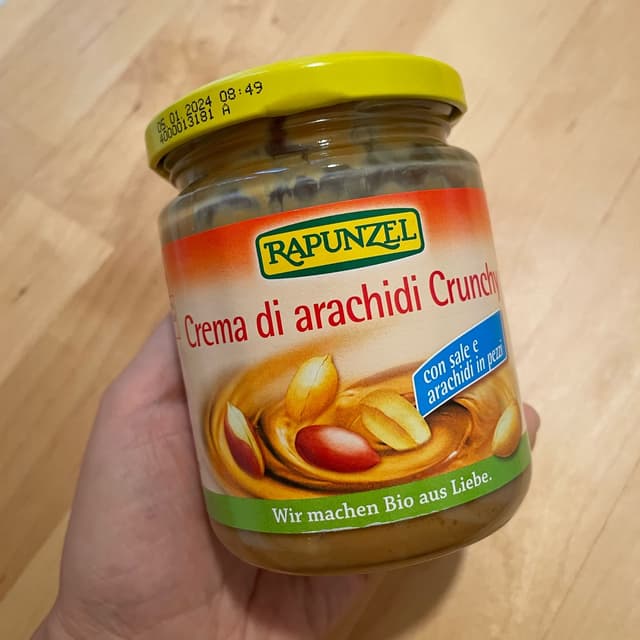 05.01.2024 08:49
4000013181 A
RAPUNZEL
Crema di arachidi Crunchy
con sale e
arachidi in pezzi
Wir machen Bio aus Liebe.